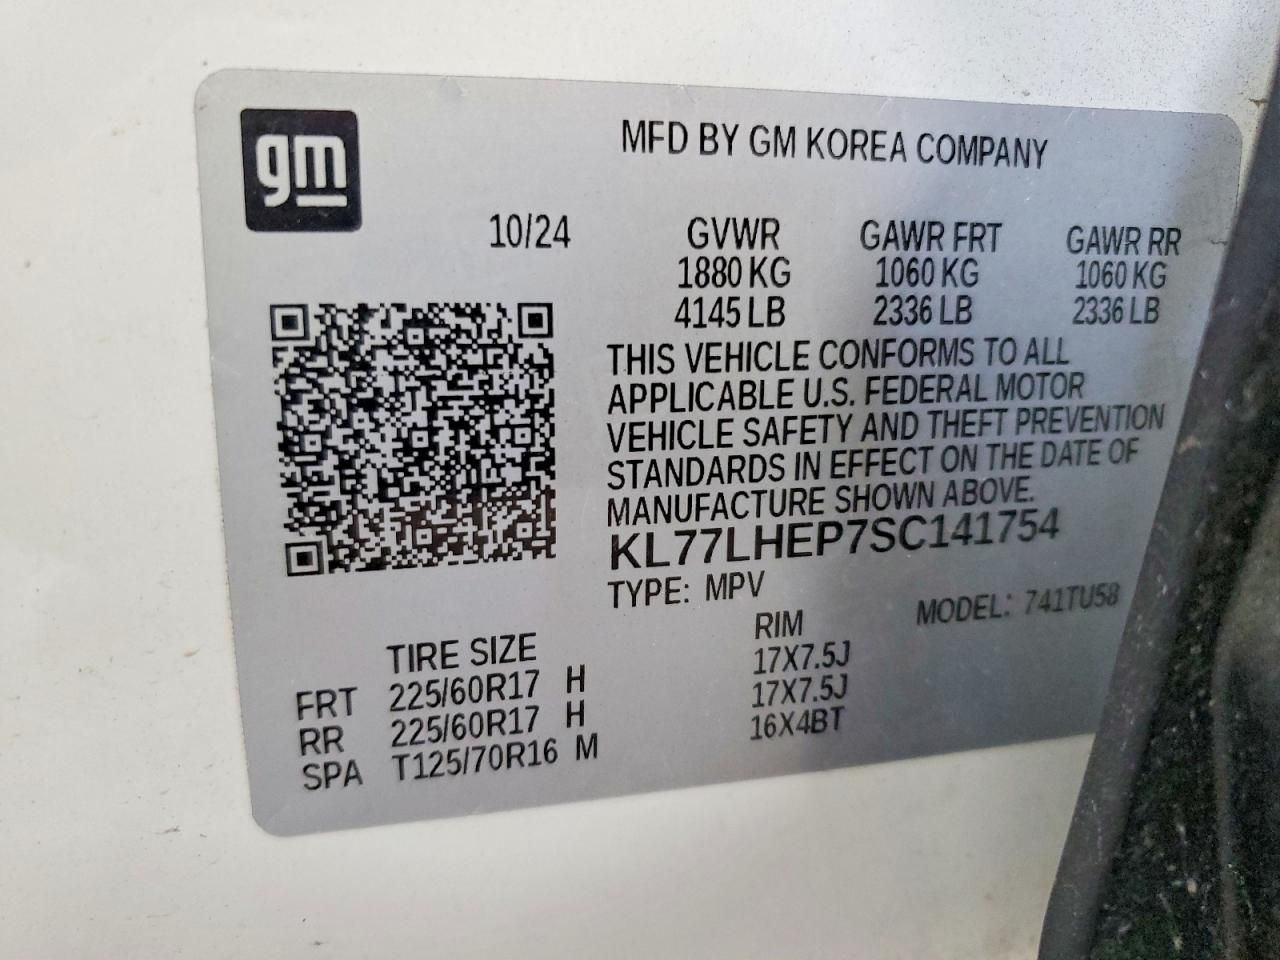 gm
MFD BY GM KOREA COMPANY
10/24 GVWR GAWR FRT GAWR RR
1880 KG 1060 KG 1060 KG
4145 LB 2336 LB 2336 LB
THIS VEHICLE CONFORMS TO ALL
APPLICABLE U.S. FEDERAL MOTOR
VEHICLE SAFETY AND THEFT PREVENTION
STANDARDS IN EFFECT ON THE DATE OF
MANUFACTURE SHOWN ABOVE.
KL77LHEP7SC141754
TYPE: MPV MODEL: 741TU58
TIRE SIZE RIM
FRT 225/60R17 H 17X7.5J
RR 225/60R17 H 17X7.5J
SPA T125/70R16 M 16X4BT